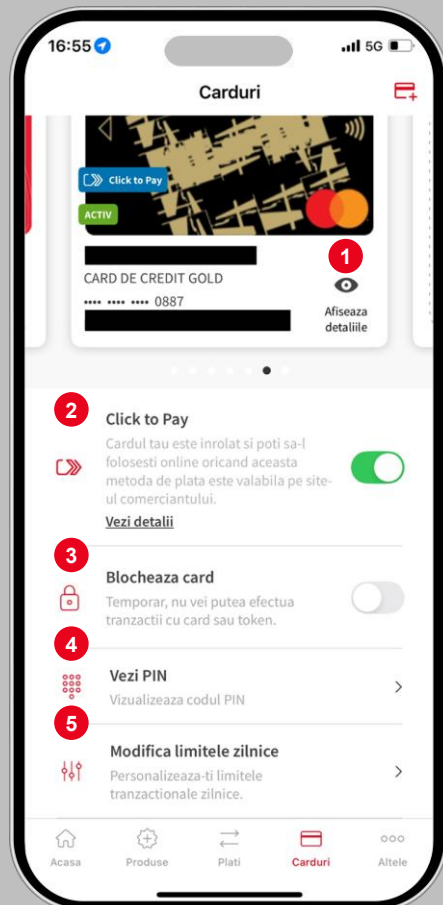 16:55
5G
Carduri
Click to Pay
ACTIV
1
CARD DE CREDIT GOLD
•••• •••• •••• 0887
Afiseaza
detaliile
2
Click to Pay
Cardul tau este inrolat si poti sa-l
folosesti online oricand aceasta
metoda de plata este valabila pe site-
ul comerciantului.
Vezi detalii
3
Blocheaza card
Temporar, nu vei putea efectua
tranzactii cu card sau token.
4
Vezi PIN
Vizualizeaza codul PIN
5
Modifica limitele zilnice
Personalizeaza-ti limitele
tranzactionale zilnice.
Acasa
Produse
Plati
Carduri
Altele